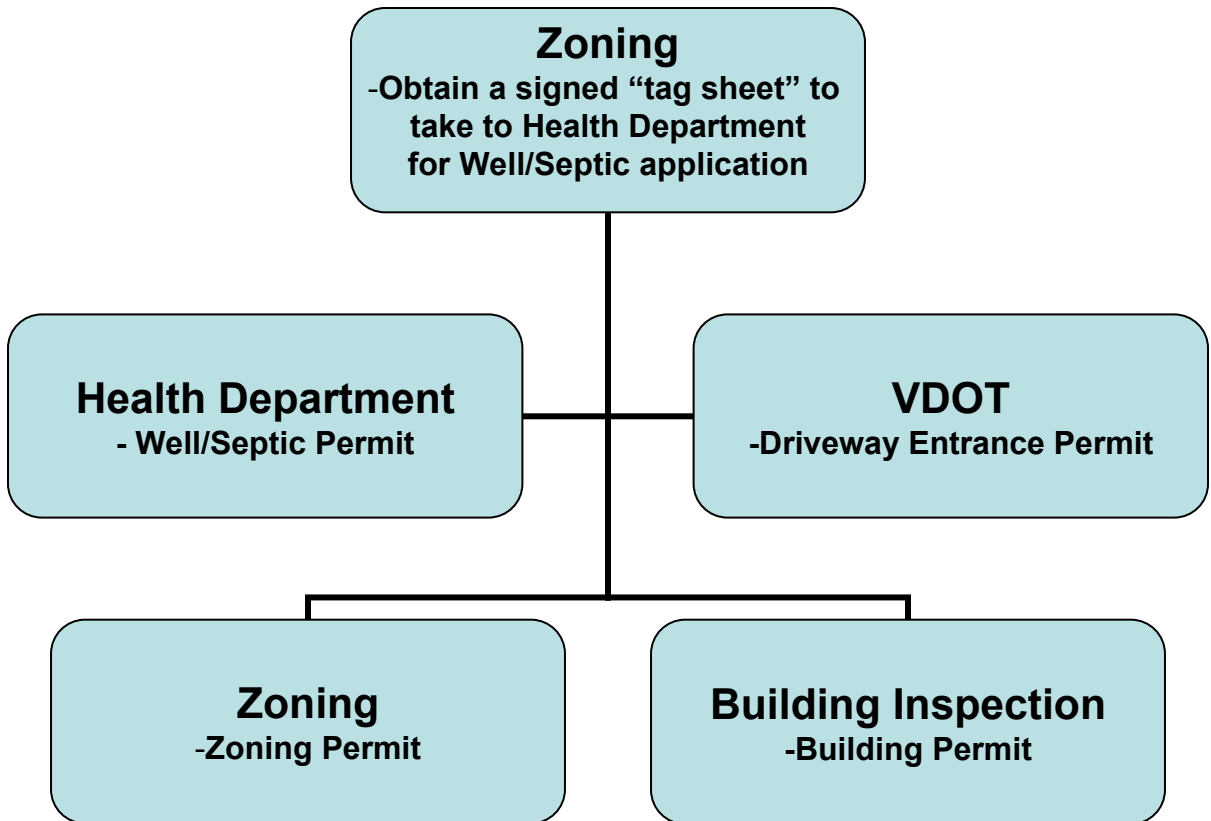 Zoning
-Obtain a signed “tag sheet” to
take to Health Department
for Well/Septic application
Health Department
- Well/Septic Permit
VDOT
-Driveway Entrance Permit
Zoning
-Zoning Permit
Building Inspection
-Building Permit